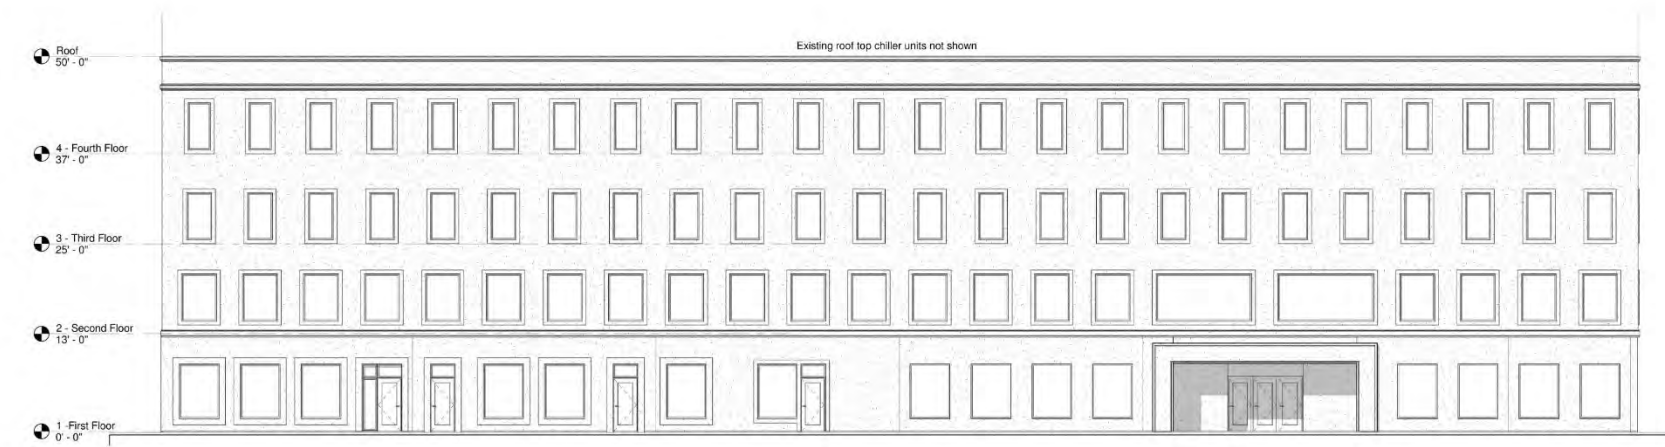 Existing roof top chiller units not shown
Roof
50' - 0"
4 - Fourth Floor
37' - 0"
3 - Third Floor
25' - 0"
2 - Second Floor
13' - 0"
1 -First Floor
0' - 0"